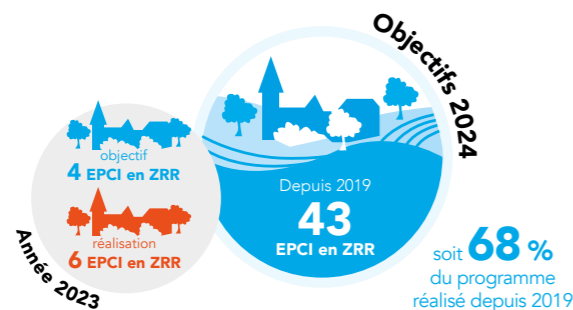 Objectifs 2024
objectif
4 EPCI en ZRR
réalisation
6 EPCI en ZRR
Année 2023
Depuis 2019
43
EPCI en ZRR
soit 68 %
du programme
réalisé depuis 2019